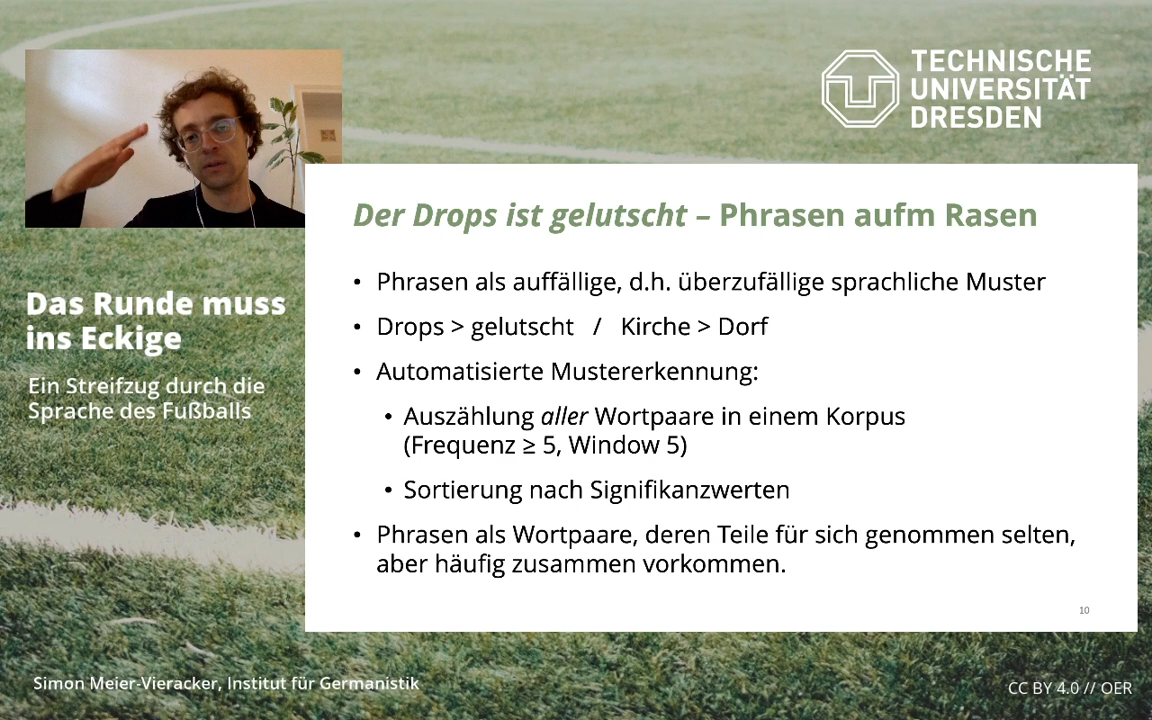 TECHNISCHE
UNIVERSITÄT
DRESDEN
Der Drops ist gelutscht – Phrasen aufm Rasen
• Phrasen als auffällige, d.h. überzufällige sprachliche Muster
• Drops > gelutscht / Kirche > Dorf
• Automatisierte Mustererkennung:
• Auszählung aller Wortpaare in einem Korpus
(Frequenz ≥ 5, Window 5)
• Sortierung nach Signifikanzwerten
• Phrasen als Wortpaare, deren Teile für sich genommen selten,
aber häufig zusammen vorkommen.
10
Das Runde muss
ins Eckige
Ein Streifzug durch die
Sprache des Fußballs
Simon Meier-Vieracker, Institut für Germanistik
CC BY 4.0 // OER